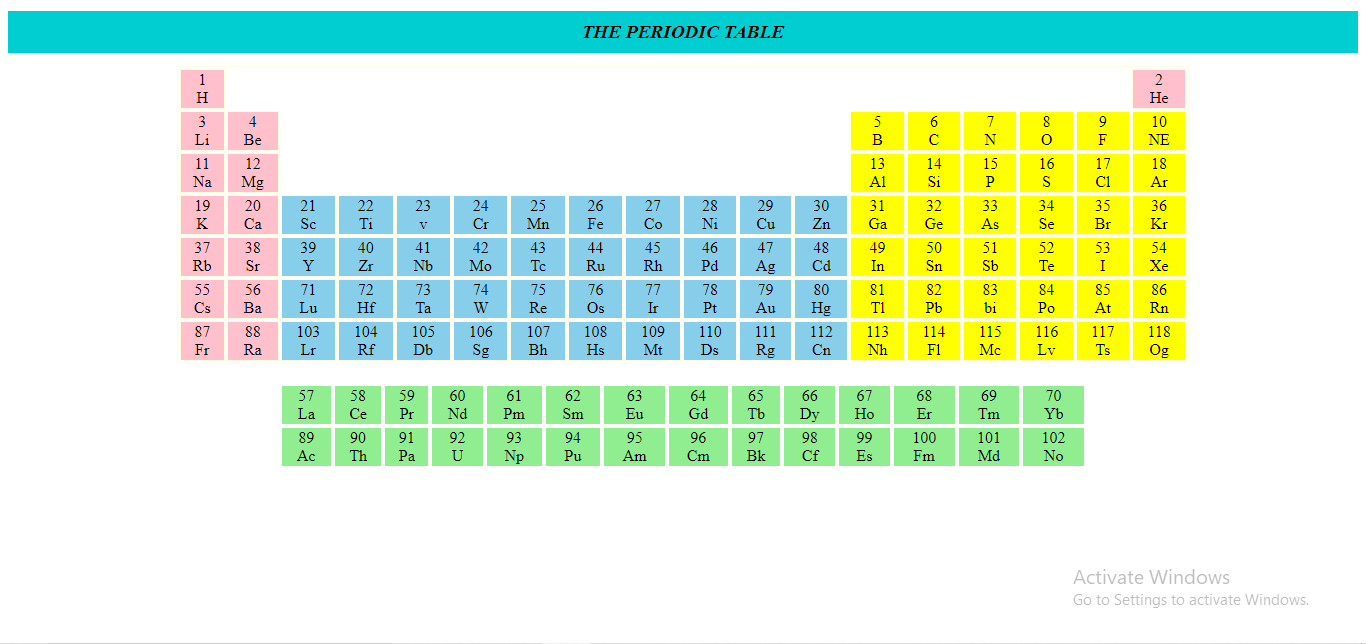 THE PERIODIC TABLE
1 2
H He
3 4 5 6 7 8 9 10
Li Be B C N O F NE
11 12 13 14 15 16 17 18
Na Mg Al Si P S Cl Ar
19 20 21 22 23 24 25 26 27 28 29 30 31 32 33 34 35 36
K Ca Sc Ti v Cr Mn Fe Co Ni Cu Zn Ga Ge As Se Br Kr
37 38 39 40 41 42 43 44 45 46 47 48 49 50 51 52 53 54
Rb Sr Y Zr Nb Mo Tc Ru Rh Pd Ag Cd In Sn Sb Te I Xe
55 56 71 72 73 74 75 76 77 78 79 80 81 82 83 84 85 86
Cs Ba Lu Hf Ta W Re Os Ir Pt Au Hg Tl Pb bi Po At Rn
87 88 103 104 105 106 107 108 109 110 111 112 113 114 115 116 117 118
Fr Ra Lr Rf Db Sg Bh Hs Mt Ds Rg Cn Nh Fl Mc Lv Ts Og
57 58 59 60 61 62 63 64 65 66 67 68 69 70
La Ce Pr Nd Pm Sm Eu Gd Tb Dy Ho Er Tm Yb
89 90 91 92 93 94 95 96 97 98 99 100 101 102
Ac Th Pa U Np Pu Am Cm Bk Cf Es Fm Md No
Activate Windows
Go to Settings to activate Windows.